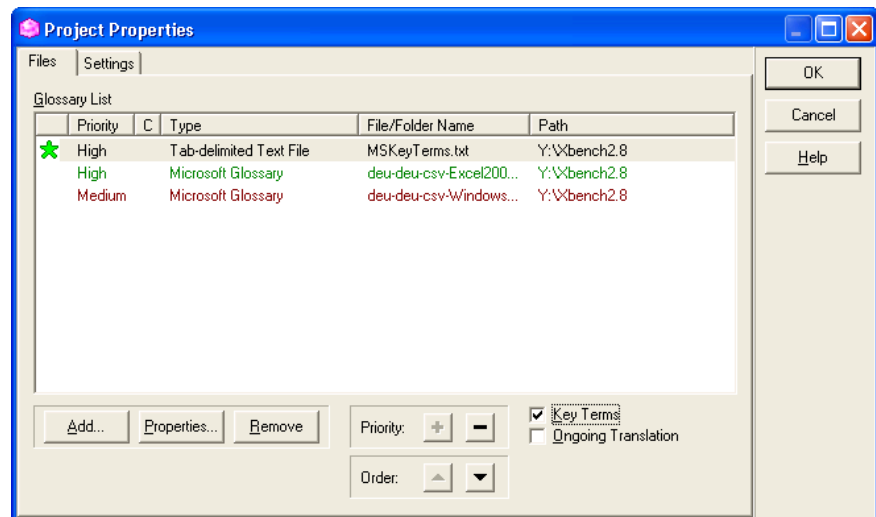 Project Properties
Files Settings
OK
Glossary List
Cancel
Priority C Type File/Folder Name Path
High Tab-delimited Text File MSKeyTerms.txt Y:\Xbench2.8
Help
High Microsoft Glossary deu-deu-csv-Excel200... Y:\Xbench2.8
Medium Microsoft Glossary deu-deu-csv-Windows... Y:\Xbench2.8
Add... Properties... Remove Priority: + - Key Terms
Ongoing Translation
Order: